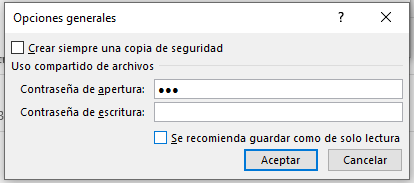 Opciones generales
Crear siempre una copia de seguridad
Uso compartido de archivos
Contraseña de apertura: •••
Contraseña de escritura:
Se recomienda guardar como de solo lectura
Aceptar Cancelar